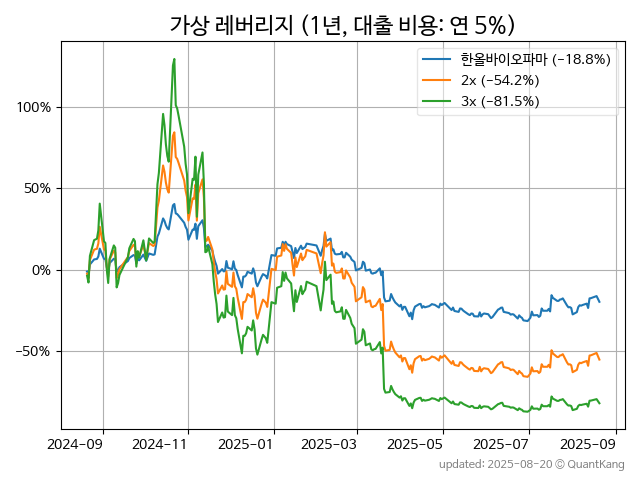 가상 레버리지 (1년, 대출 비용: 연 5%)
한올바이오파마 (−18.8%)
2x (−54.2%)
3x (−81.5%)
100%
50%
0%
−50%
2024−09 2024−11 2025−01 2025−03 2025−05 2025−07 2025−09
updated: 2025-08-20 © QuantKang